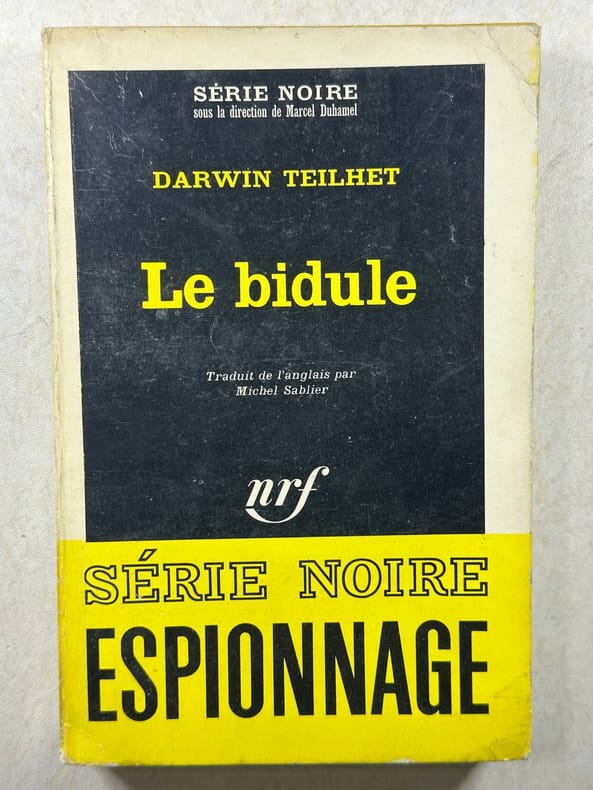 SÉRIE NOIRE
sous la direction de Marcel Duhamel
DARWIN TEILHET
Le bidule
Traduit de l'anglais par
Michel Sablier
nrf
SÉRIE NOIRE
ESPIONNAGE